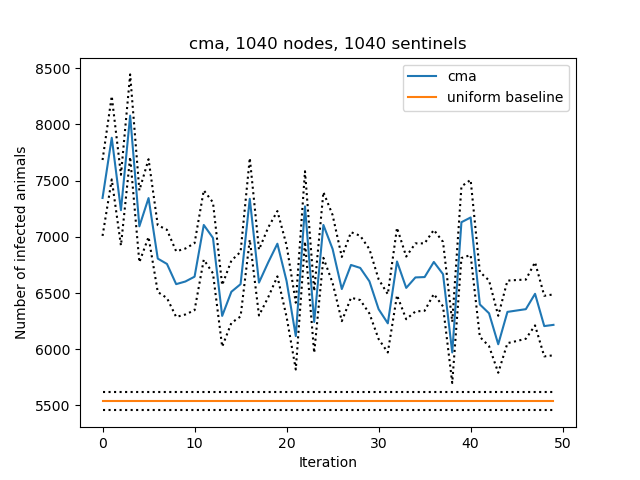 cma, 1040 nodes, 1040 sentinels
cma
uniform baseline
Number of infected animals
8500
8000
7500
7000
6500
6000
5500
0 10 20 30 40 50
Iteration